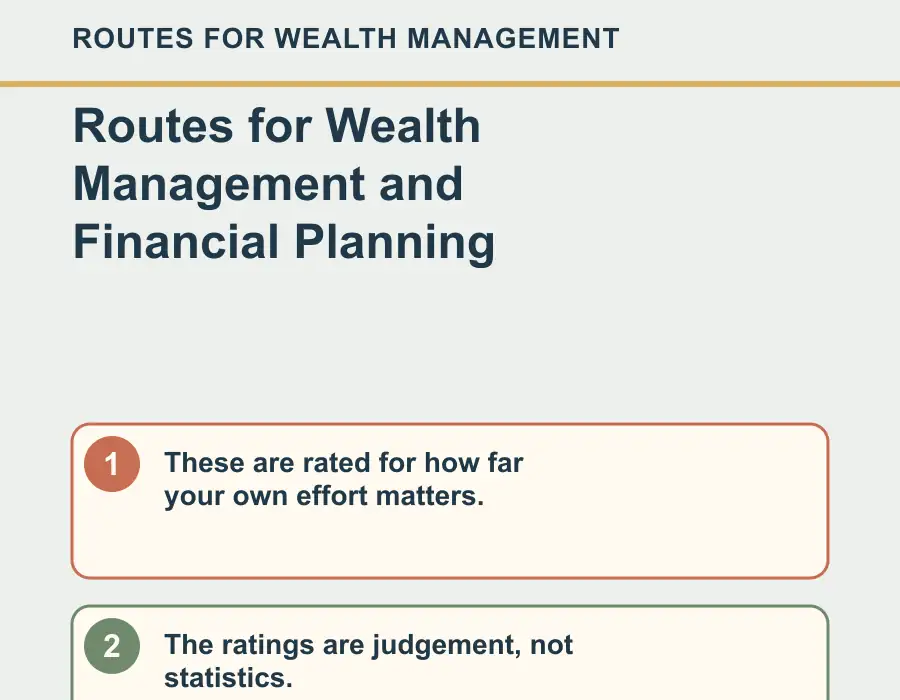 ROUTES FOR WEALTH MANAGEMENT
Routes for Wealth
Management and
Financial Planning
1
These are rated for how far
your own effort matters.
2
The ratings are judgement, not
statistics.